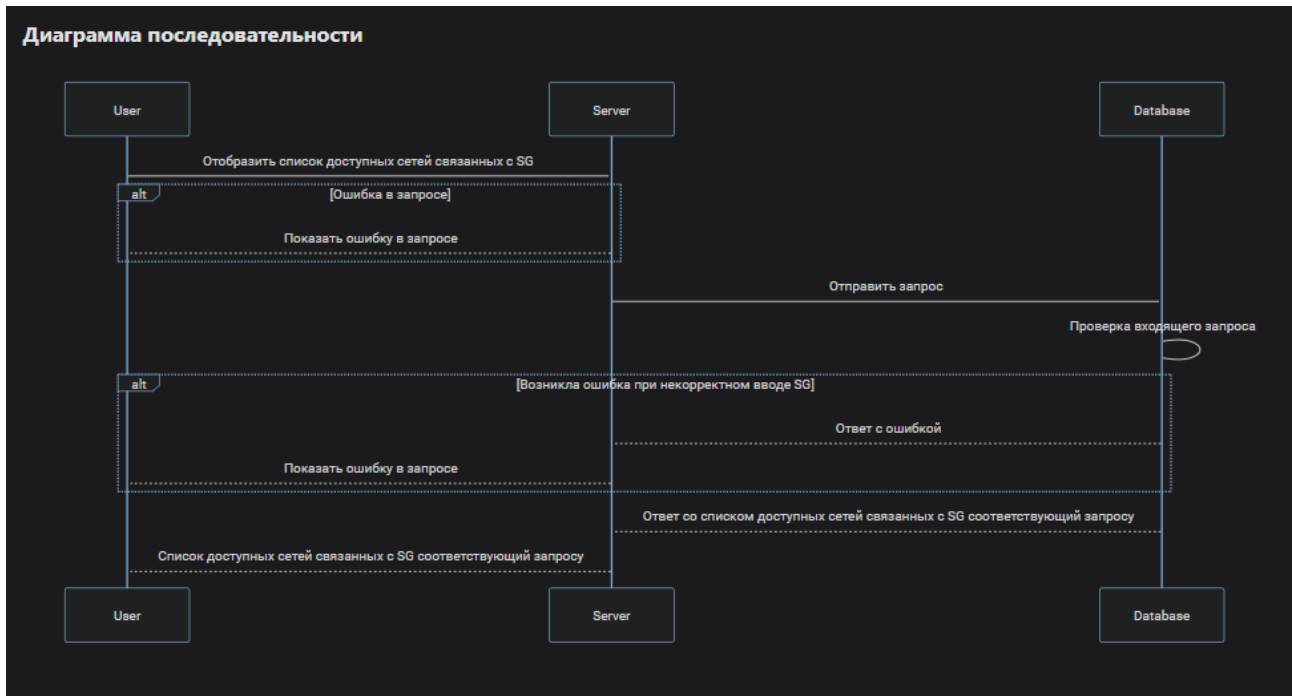 Диаграмма последовательности
User
Server
Database
Отобразить список доступных сетей связанных с SG
alt
[Ошибка в запросе]
Показать ошибку в запросе
Отправить запрос
Проверка входящего запроса
alt
[Возникла ошибка при некорректном вводе SG]
Ответ с ошибкой
Показать ошибку в запросе
Ответ со списком доступных сетей связанных с SG соответствующий запросу
Список доступных сетей связанных с SG соответствующий запросу
User
Server
Database